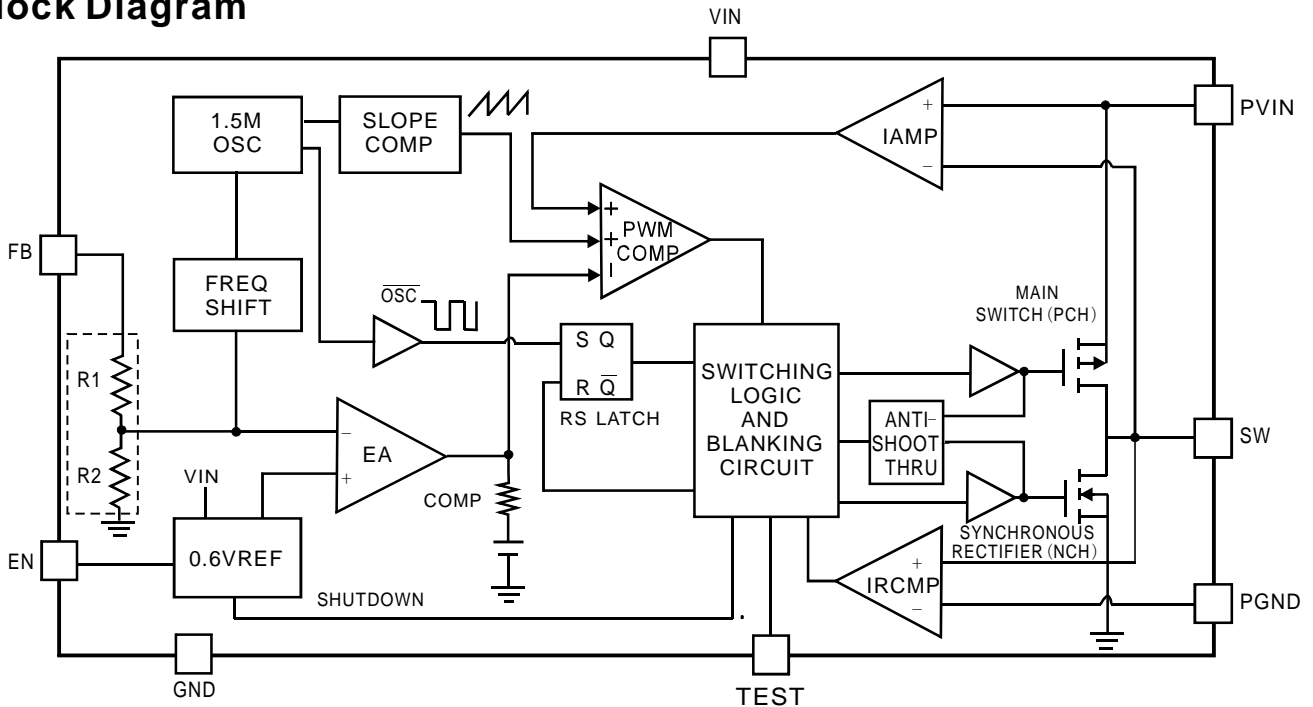 lock Diagram
VIN
1.5M
OSC
SLOPE
COMP
+
IAMP
−
PVIN
FB
FREQ
SHIFT
+
+
−
PWM
COMP
OSC
MAIN
SWITCH (PCH)
S Q
R Q
RS LATCH
SWITCHING
LOGIC
AND
BLANKING
CIRCUIT
ANTI-
SHOOT
THRU
SW
R1
R2
−
EA
+
VIN
COMP
EN
0.6VREF
SHUTDOWN
SYNCHRONOUS
RECTIFIER (NCH)
+
IRCMP
−
PGND
GND
TEST